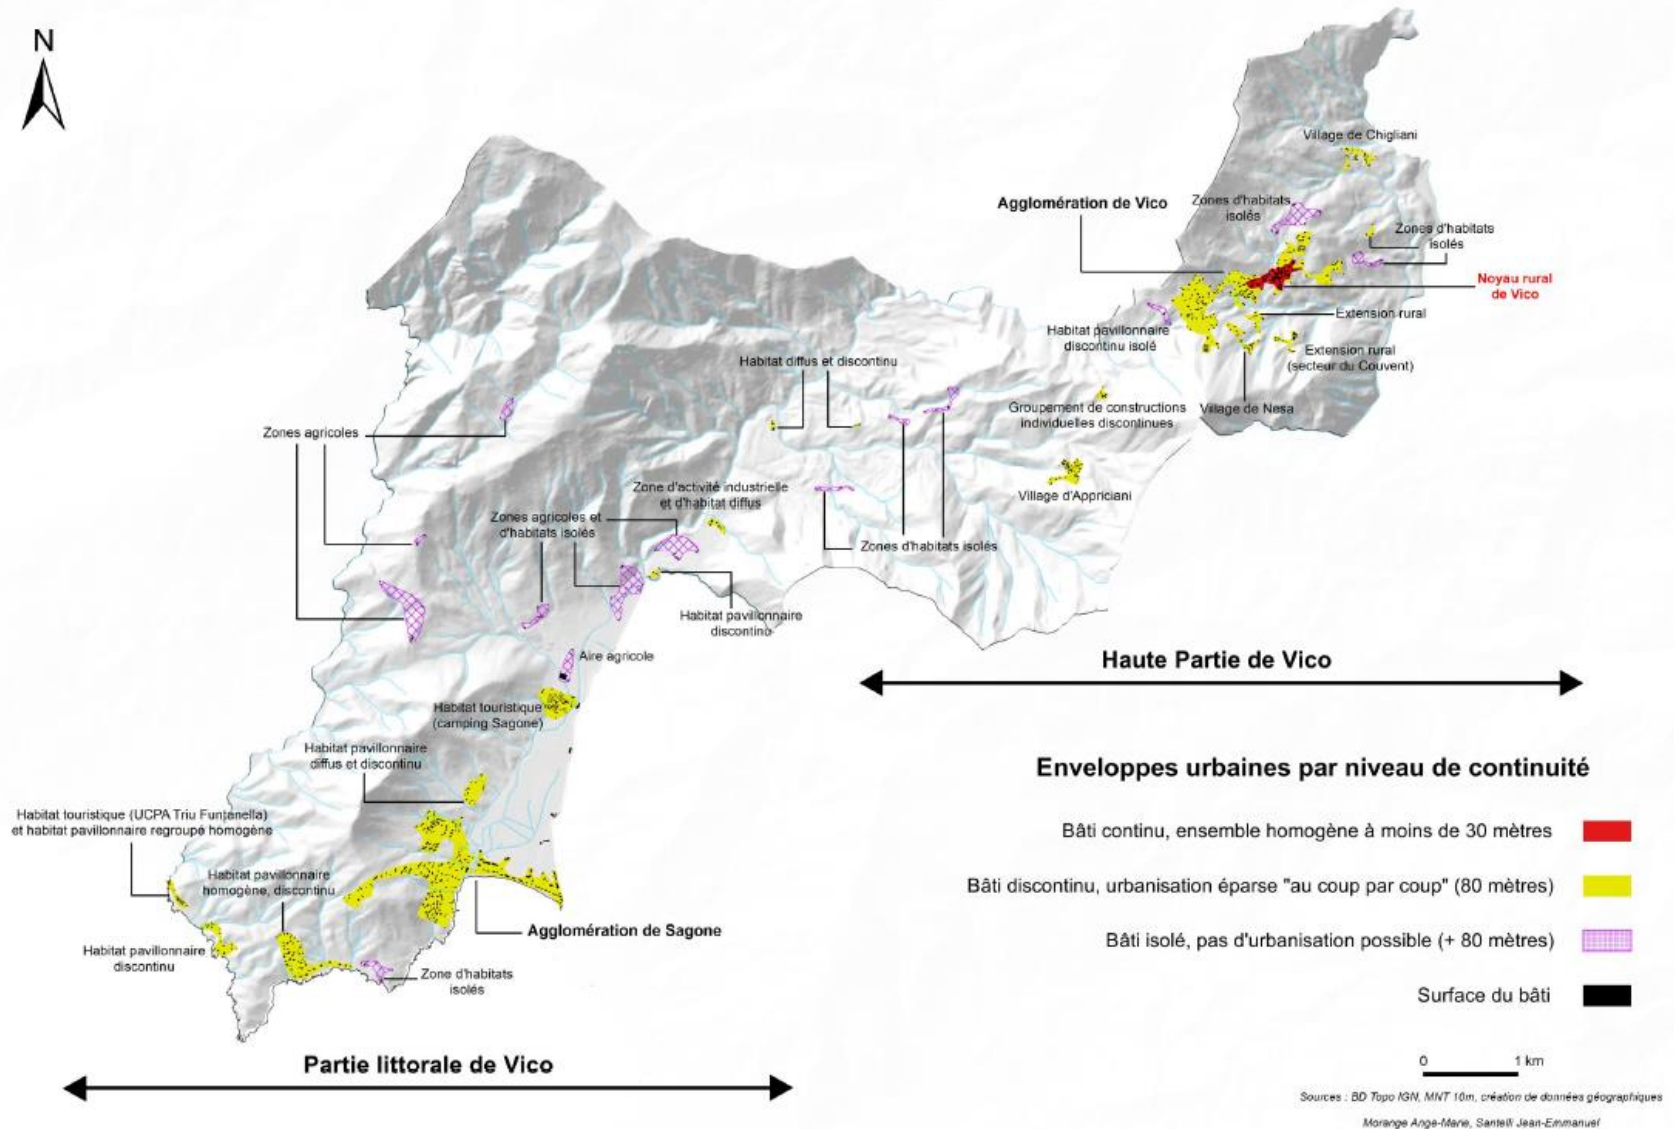 N
Village de Chigliani
Agglomération de Vico
Zones d'habitats
isolés
Zones d'habitats
isolés
Noyau rural
de Vico
Extension rural
Habitat pavillonnaire
discontinu isolé
Extension rural
(secteur du Couvent)
Habitat diffus et discontinu
Groupement de constructions
individuelles discontinues
Village de Nesa
Zones agricoles
Zone d'activité industrielle
et d'habitat diffus
Village d'Appriciani
Zones agricoles et
d'habitats isolés
Zones d'habitats isolés
Habitat pavillonnaire
discontinu
Aire agricole
Haute Partie de Vico
Habitat touristique
(camping Sagone)
Habitat pavillonnaire
diffus et discontinu
Enveloppes urbaines par niveau de continuité
Habitat touristique (UCPA Triu Funtanella)
et habitat pavillonnaire regroupé homogène
Bâti continu, ensemble homogène à moins de 30 mètres
Habitat pavillonnaire
homogène, discontinu
Bâti discontinu, urbanisation éparse "au coup par coup" (80 mètres)
Agglomération de Sagone
Bâti isolé, pas d'urbanisation possible (+ 80 mètres)
Habitat pavillonnaire
discontinu
Zone d'habitats
isolés
Surface du bâti
Partie littorale de Vico
0 1 km
Sources : BD Topo IGN, MNT 10m, création de données géographiques
Morange Ange-Marie, Santelli Jean-Emmanuel